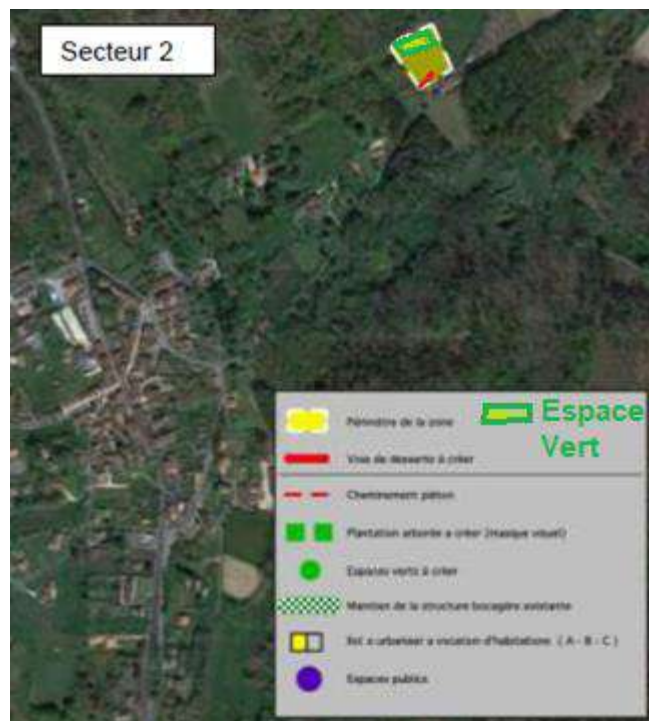 Secteur 2
Périmètre de la zone
Espace
Vert
Voie de desserte à créer
Cheminement piéton
Plantation arborée a créer (masque visuel)
Espaces verts à créer
Maintien de la structure bocagère existante
Ilot a urbaniser a vocation d'habitations ( A - B - C )
Espaces publics